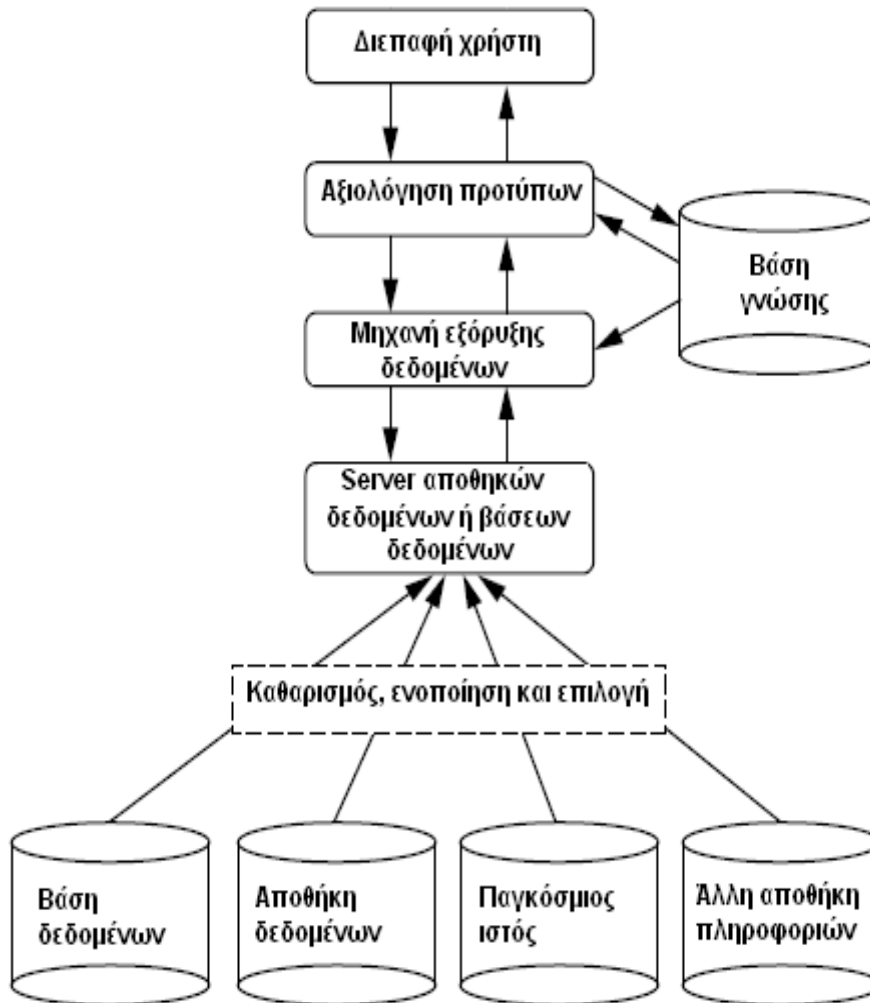 Διεπαφή χρήστη
Αξιολόγηση προτύπων
Βάση
γνώσης
Μηχανή εξόρυξης
δεδομένων
Server αποθηκών
δεδομένων ή βάσεων
δεδομένων
Καθαρισμός, ενοποίηση και επιλογή
Βάση
δεδομένων
Αποθήκη
δεδομένων
Παγκόσμιος
ιστός
Άλλη αποθήκη
πληροφοριών